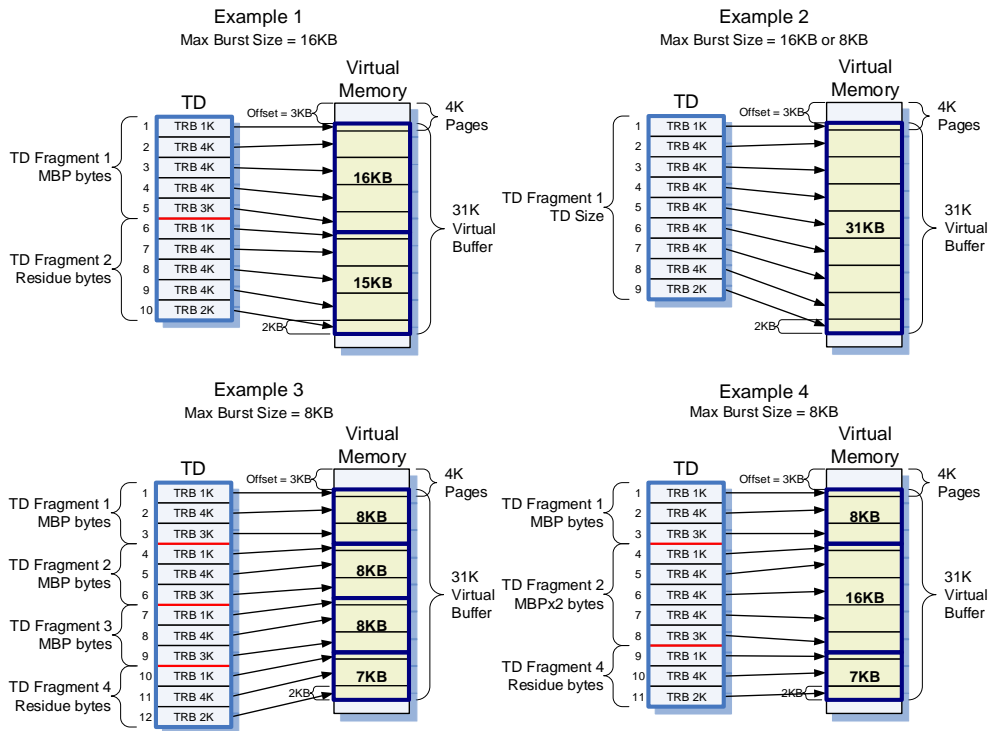 Example 1
Max Burst Size = 16KB
Virtual
Memory
TD
Offset = 3KB
4K
Pages
1 TRB 1K
2 TRB 4K
3 TRB 4K
4 TRB 4K
5 TRB 3K
6 TRB 1K
7 TRB 4K
8 TRB 4K
9 TRB 4K
10 TRB 2K
TD Fragment 1
MBP bytes
TD Fragment 2
Residue bytes
16KB
15KB
2KB
31K
Virtual
Buffer
Example 2
Max Burst Size = 16KB or 8KB
Virtual
Memory
TD
Offset = 3KB
4K
Pages
1 TRB 1K
2 TRB 4K
3 TRB 4K
4 TRB 4K
5 TRB 4K
6 TRB 4K
7 TRB 4K
8 TRB 4K
9 TRB 2K
TD Fragment 1
TD Size
31KB
2KB
31K
Virtual
Buffer
Example 3
Max Burst Size = 8KB
Virtual
Memory
TD
Offset = 3KB
4K
Pages
1 TRB 1K
2 TRB 4K
3 TRB 3K
4 TRB 1K
5 TRB 4K
6 TRB 3K
7 TRB 1K
8 TRB 4K
9 TRB 3K
10 TRB 1K
11 TRB 4K
12 TRB 2K
TD Fragment 1
MBP bytes
TD Fragment 2
MBP bytes
TD Fragment 3
MBP bytes
TD Fragment 4
Residue bytes
8KB
8KB
8KB
7KB
2KB
31K
Virtual
Buffer
Example 4
Max Burst Size = 8KB
Virtual
Memory
TD
Offset = 3KB
4K
Pages
1 TRB 1K
2 TRB 4K
3 TRB 3K
4 TRB 1K
5 TRB 4K
6 TRB 4K
7 TRB 4K
8 TRB 3K
9 TRB 1K
10 TRB 4K
11 TRB 2K
TD Fragment 1
MBP bytes
TD Fragment 2
MBPx2 bytes
TD Fragment 4
Residue bytes
8KB
16KB
7KB
2KB
31K
Virtual
Buffer